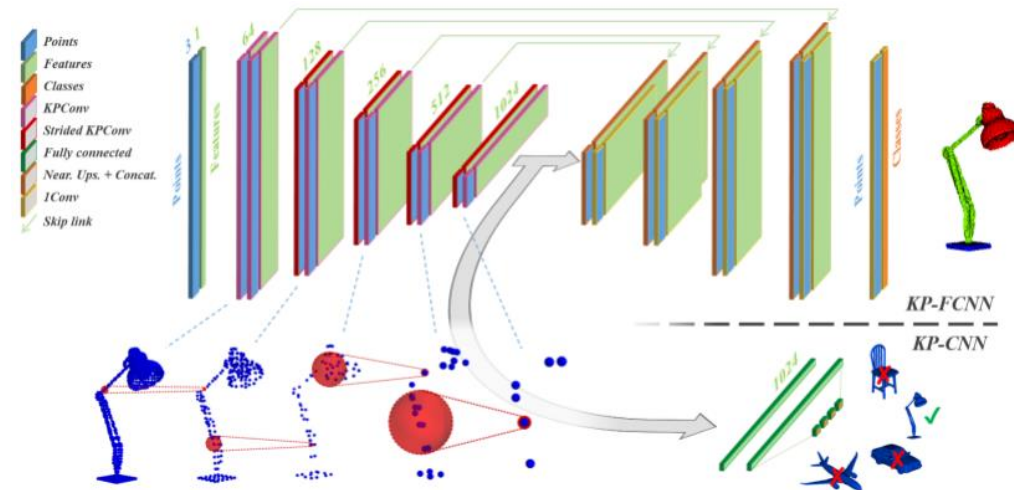 Points
Features
Classes
KPConv
Strided KPConv
Fully connected
Near. Ups. + Concat.
1Conv
Skip link
3
1
64
128
256
512
1024
Points
Features
Points
Classes
KP-FCNN
KP-CNN
1024